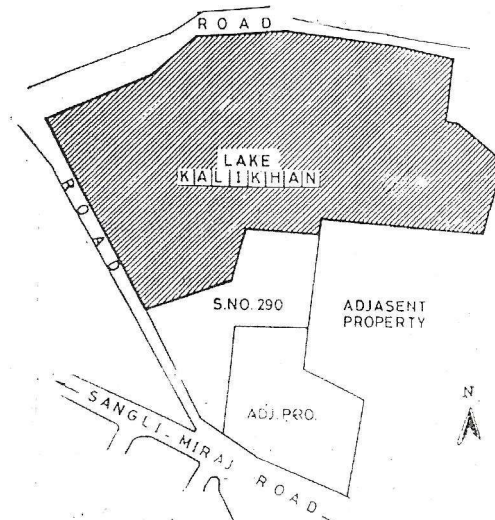 ROAD
LAKE
KALIKHAN
ROAD
S.NO. 290
ADJASENT
PROPERTY
ADJ. PRO.
N
SANGLI-MIRAJ ROAD